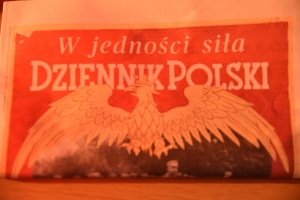 W jedności siła
DZIENNIK POLSKI